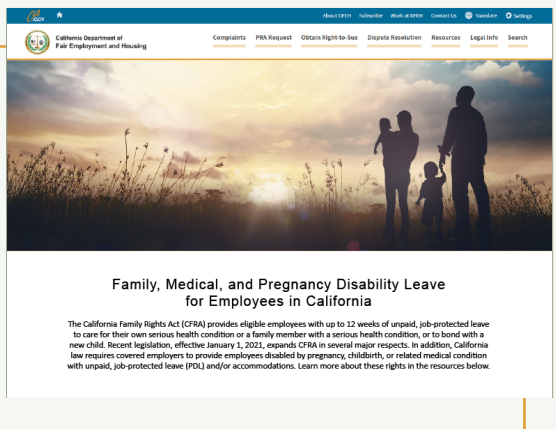 CA.GOV
About DFEH Subscribe Work at DFEH Contact Us Translate Settings
California Department of
Fair Employment and Housing
Complaints PRA Request Obtain Right-to-Sue Dispute Resolution Resources Legal Info Search
Family, Medical, and Pregnancy Disability Leave
for Employees in California
The California Family Rights Act (CFRA) provides eligible employees with up to 12 weeks of unpaid, job-protected leave
to care for their own serious health condition or a family member with a serious health condition, or to bond with a
new child. Recent legislation, effective January 1, 2021, expands CFRA in several major respects. In addition, California
law requires covered employers to provide employees disabled by pregnancy, childbirth, or related medical condition
with unpaid, job-protected leave (PDL) and/or accommodations. Learn more about these rights in the resources below.